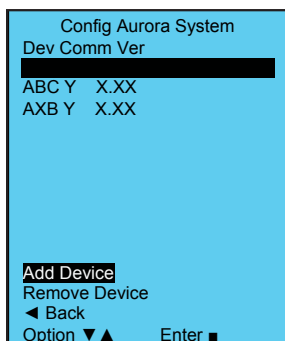 Config Aurora System
Dev Comm Ver
ABC Y X.XX
AXB Y X.XX
Add Device
Remove Device
◄ Back
Option ▼▲ Enter ■